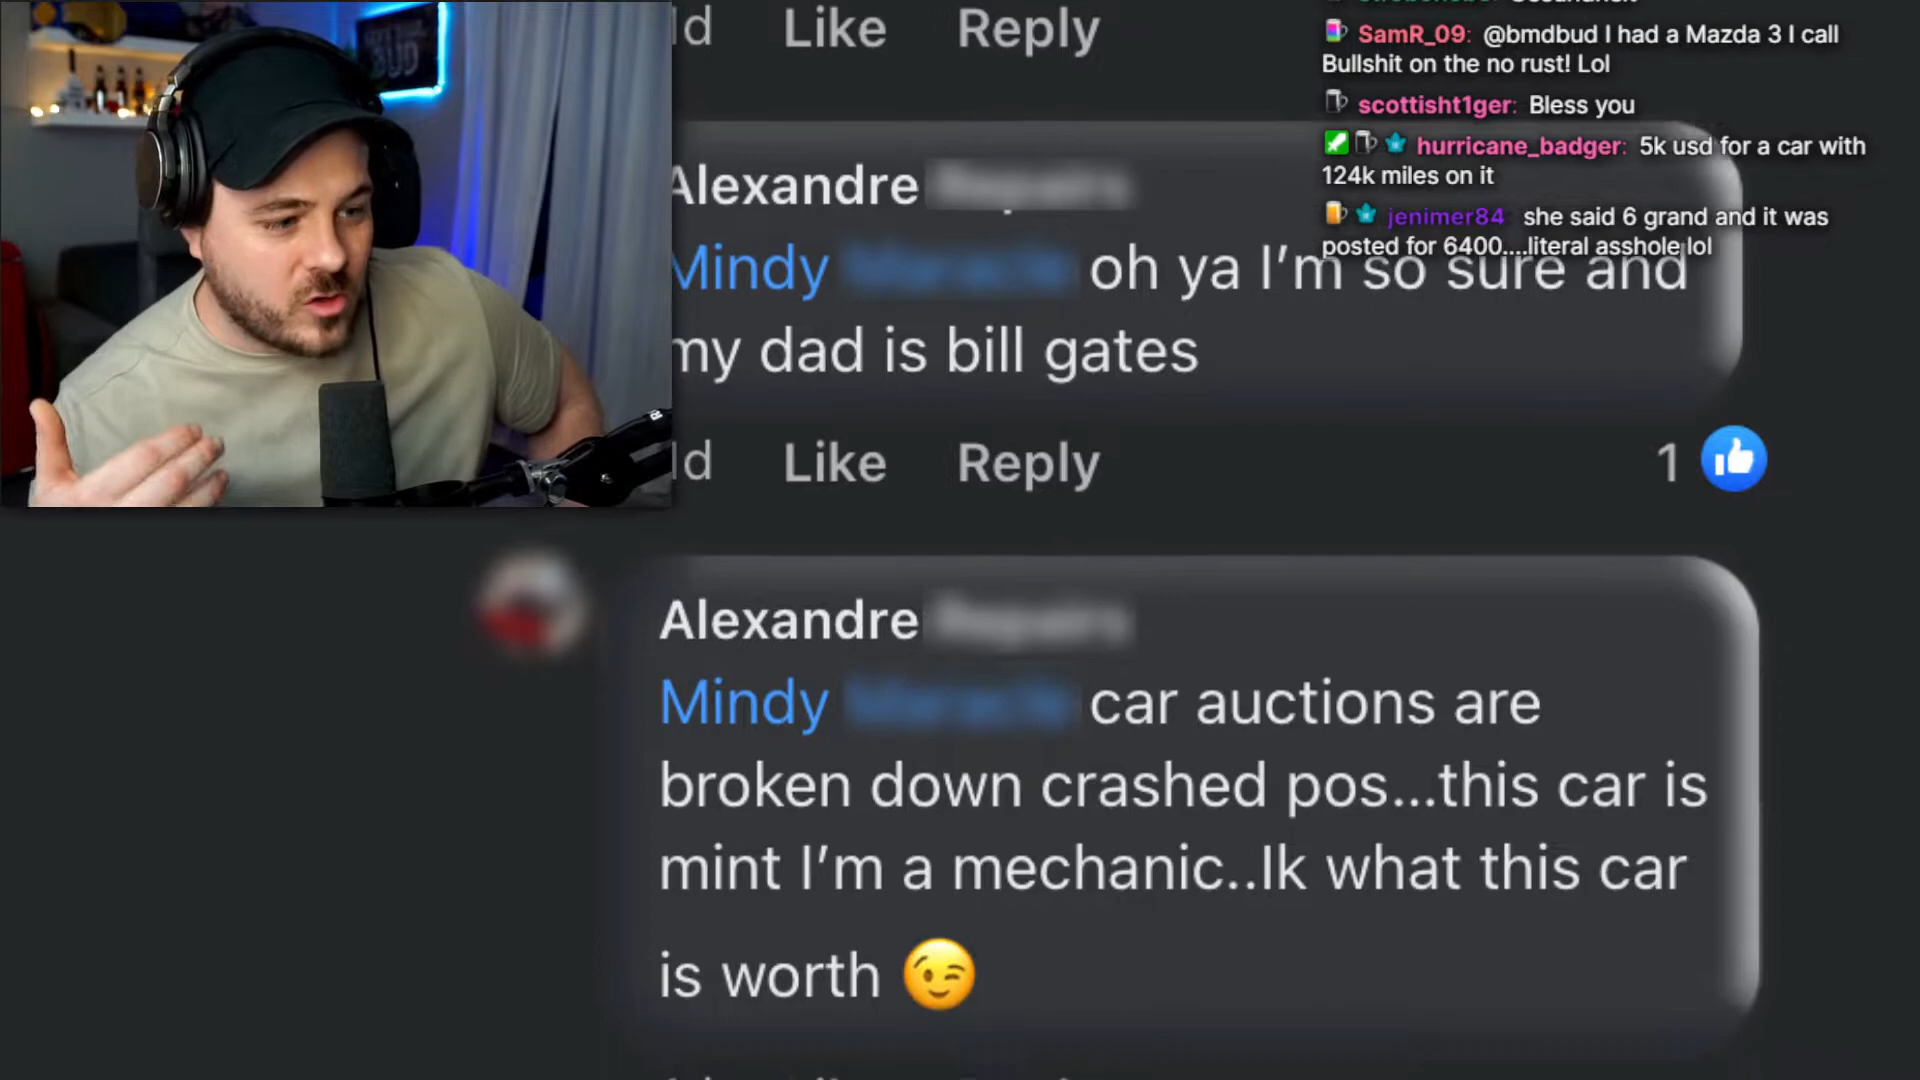 ld Like Reply
SamR_09: @bmdbud I had a Mazda 3 I call
Bullshit on the no rust! Lol
scottisht1ger: Bless you
hurricane_badger: 5k usd for a car with
124k miles on it
jenimer84 she said 6 grand and it was
posted for 6400....literal asshole lol
Alexandre
Mindy oh ya I’m so sure and
my dad is bill gates
ld Like Reply 1
Alexandre
Mindy car auctions are
broken down crashed pos...this car is
mint I’m a mechanic..Ik what this car
is worth 😉
BUD